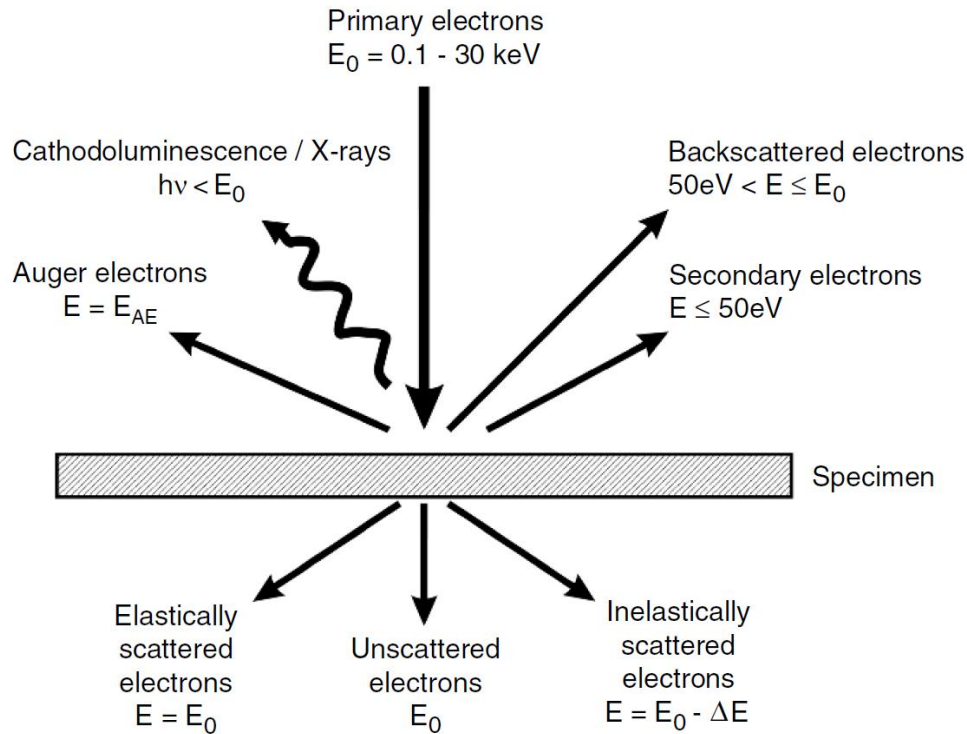 Primary electrons
E₀ = 0.1 - 30 keV
Cathodoluminescence / X-rays
hν < E₀
Backscattered electrons
50eV < E ≤ E₀
Auger electrons
E = E_AE
Secondary electrons
E ≤ 50eV
Specimen
Elastically
scattered
electrons
E = E₀
Unscattered
electrons
E₀
Inelastically
scattered
electrons
E = E₀ - ΔE